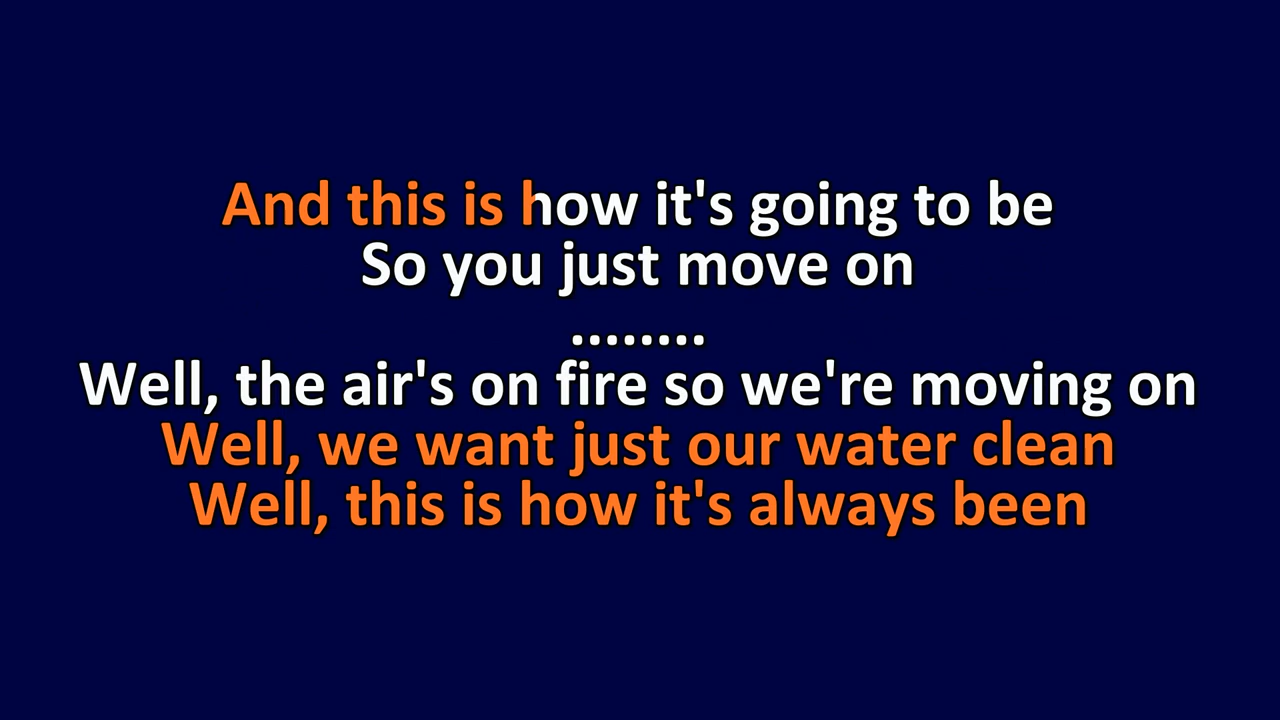 And this is how it's going to be
So you just move on
........
Well, the air's on fire so we're moving on
Well, we want just our water clean
Well, this is how it's always been